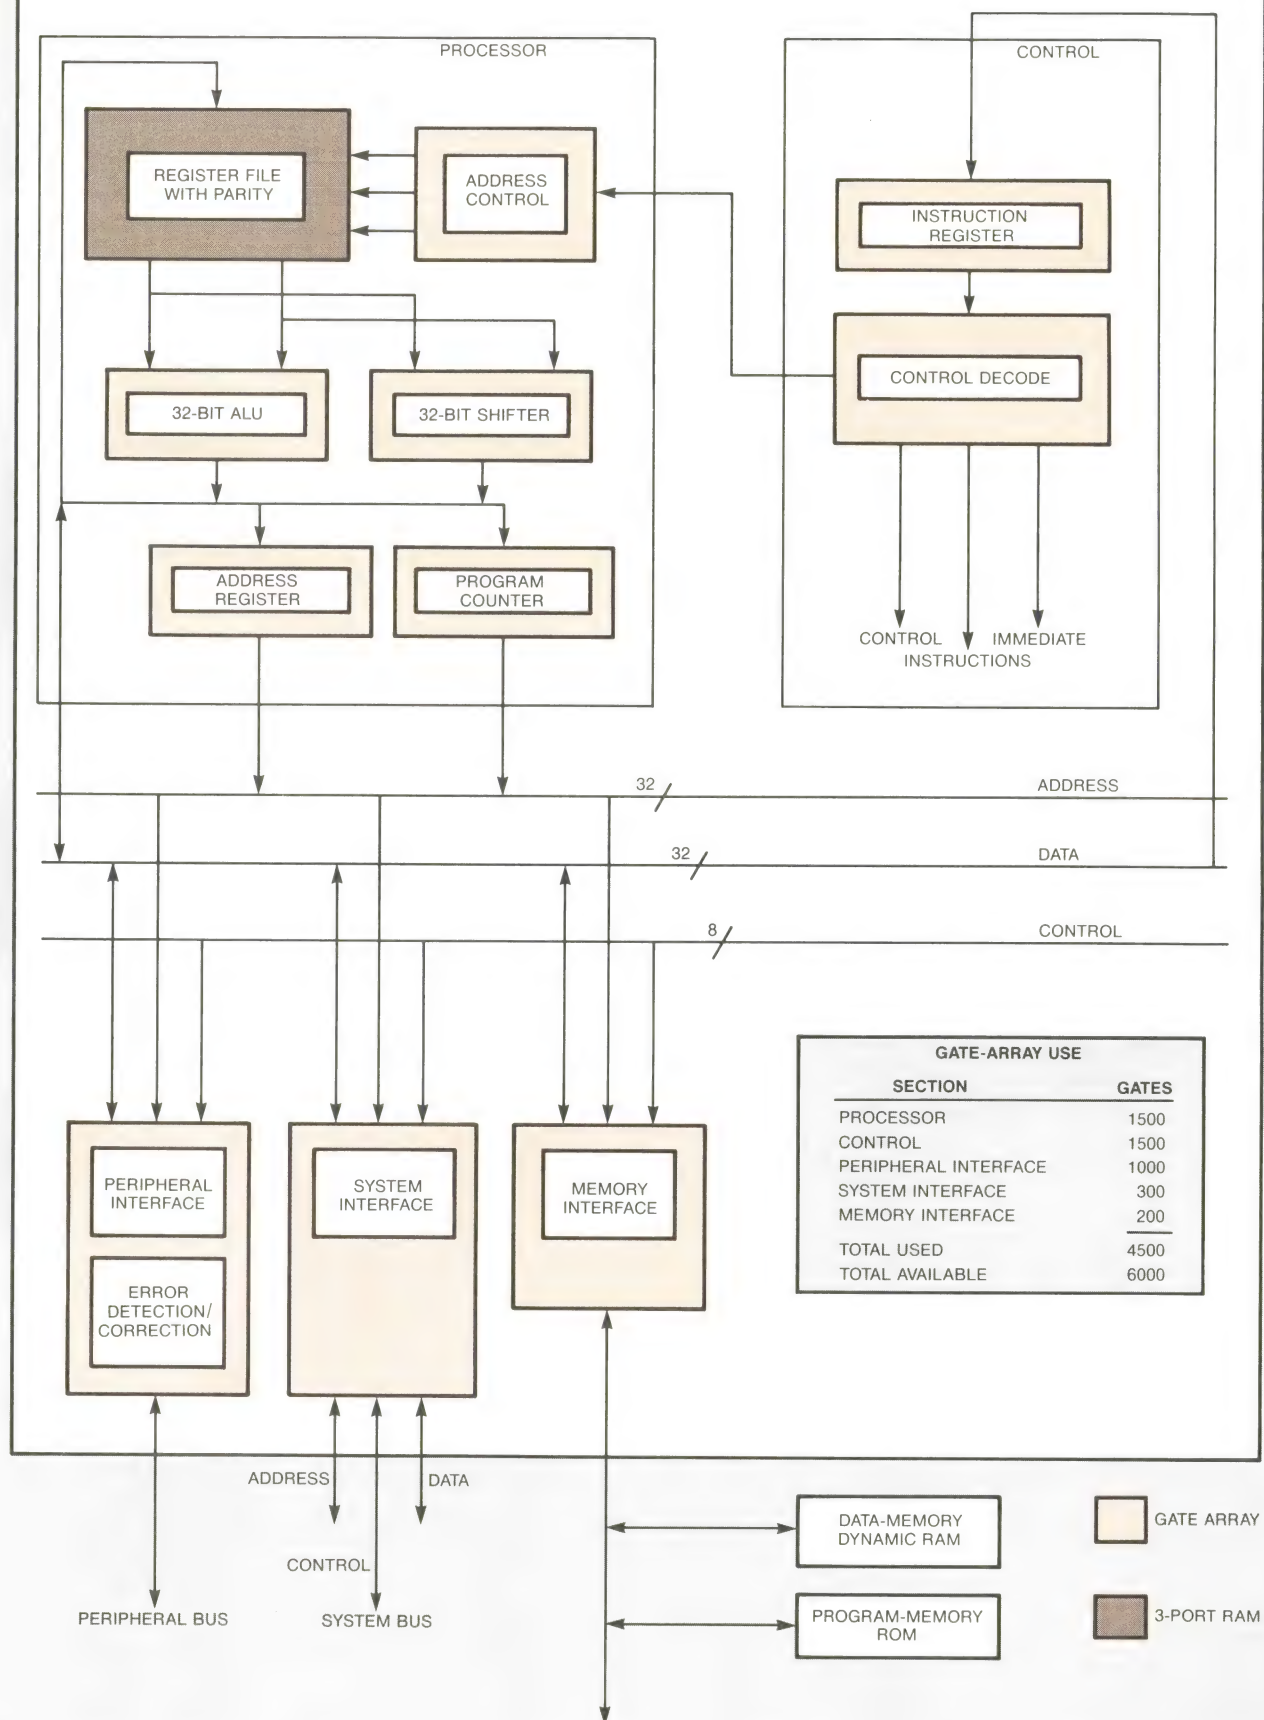 PROCESSOR
CONTROL
REGISTER FILE
WITH PARITY
ADDRESS
CONTROL
INSTRUCTION
REGISTER
CONTROL DECODE
32-BIT ALU
32-BIT SHIFTER
ADDRESS
REGISTER
PROGRAM
COUNTER
CONTROL
IMMEDIATE
INSTRUCTIONS
32
ADDRESS
32
DATA
8
CONTROL
PERIPHERAL
INTERFACE
ERROR
DETECTION/
CORRECTION
SYSTEM
INTERFACE
MEMORY
INTERFACE
GATE-ARRAY USE
SECTION GATES
PROCESSOR 1500
CONTROL 1500
PERIPHERAL INTERFACE 1000
SYSTEM INTERFACE 300
MEMORY INTERFACE 200
TOTAL USED 4500
TOTAL AVAILABLE 6000
ADDRESS
DATA
CONTROL
PERIPHERAL BUS
SYSTEM BUS
DATA-MEMORY
DYNAMIC RAM
PROGRAM-MEMORY
ROM
GATE ARRAY
3-PORT RAM